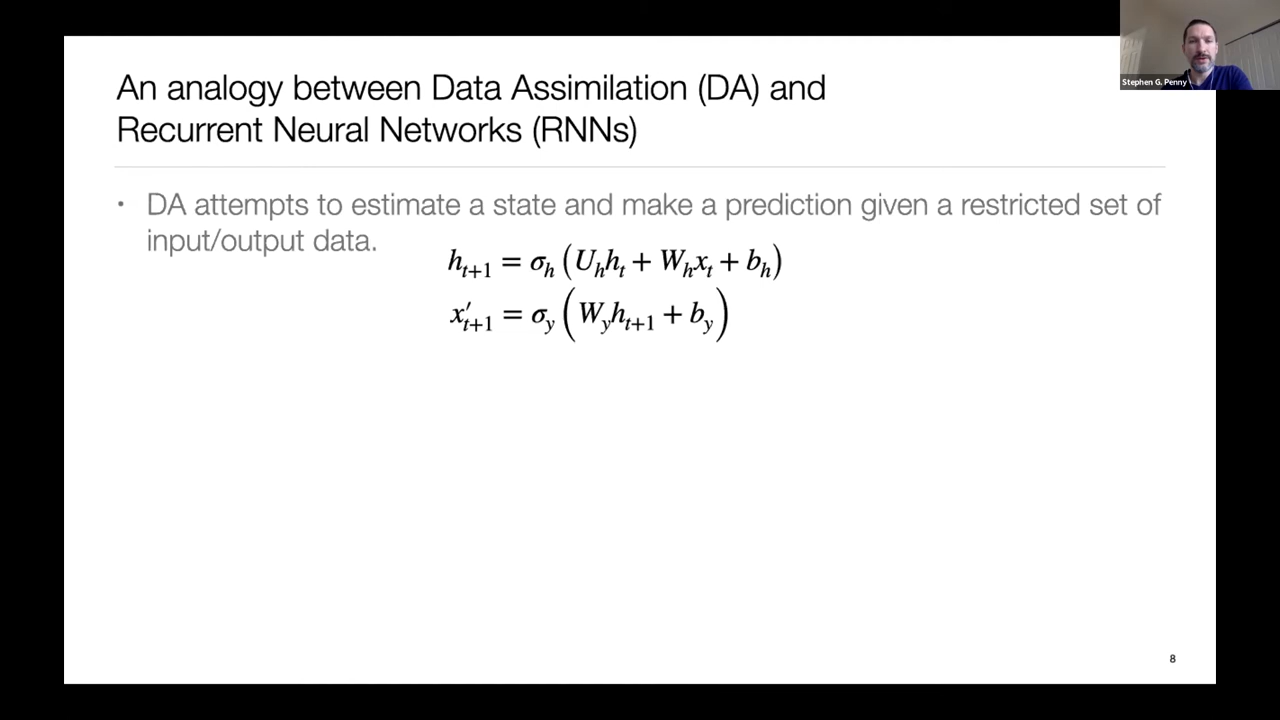 Stephen G. Penny
An analogy between Data Assimilation (DA) and
Recurrent Neural Networks (RNNs)
• DA attempts to estimate a state and make a prediction given a restricted set of
input/output data.
h_{t+1} = σ_h (U_h h_t + W_h x_t + b_h)
x′_{t+1} = σ_y (W_y h_{t+1} + b_y)
8